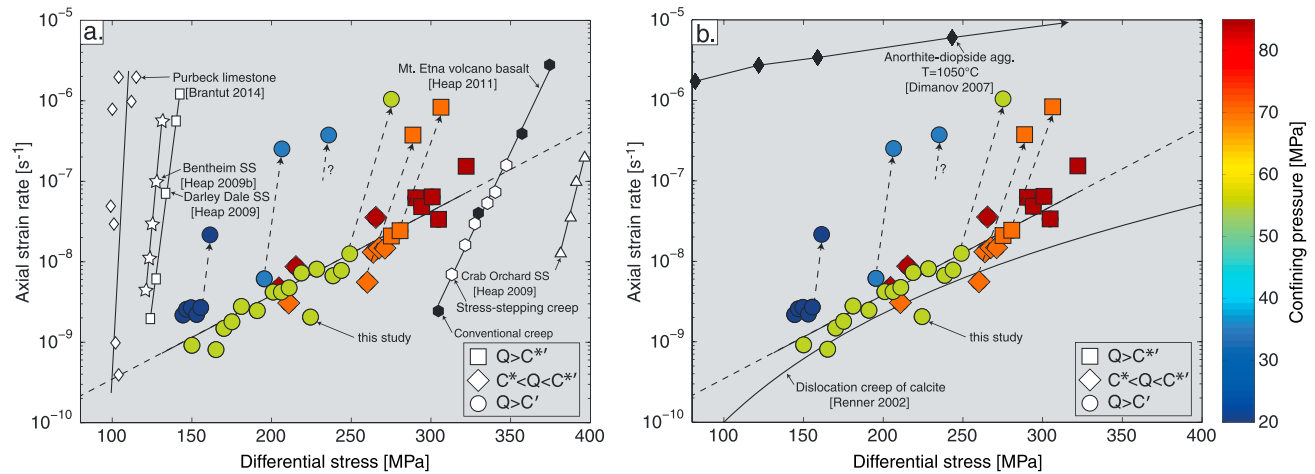 a.
10^-5
10^-6
10^-7
10^-8
10^-9
10^-10
Axial strain rate [s^-1]
Purbeck limestone
[Brantut 2014]
Bentheim SS
[Heap 2009b]
Darley Dale SS
[Heap 2009]
Mt. Etna volcano basalt
[Heap 2011]
?
Crab Orchard SS
[Heap 2009]
Stress-stepping creep
Conventional creep
this study
Q>C*'
C*<Q<C*'
Q>C'
100 150 200 250 300 350 400
Differential stress [MPa]
b.
10^-5
10^-6
10^-7
10^-8
10^-9
10^-10
Axial strain rate [s^-1]
Anorthite-diopside agg.
T=1050°C
[Dimanov 2007]
?
this study
Dislocation creep of calcite
[Renner 2002]
Q>C*'
C*<Q<C*'
Q>C'
100 150 200 250 300 350 400
Differential stress [MPa]
80
70
60
50
40
30
20
Confining pressure [MPa]